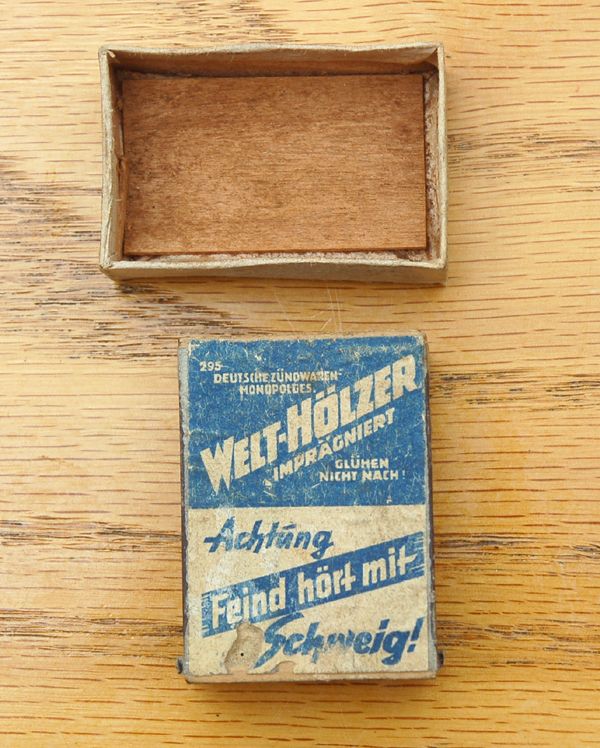 295
DEUTSCHE ZÜNDWAREN-
MONOPOLGES.
WELT-HÖLZER
IMPRÄGNIERT
GLÜHEN
NICHT NACH!
Achtung
Feind hört mit
Schweig!